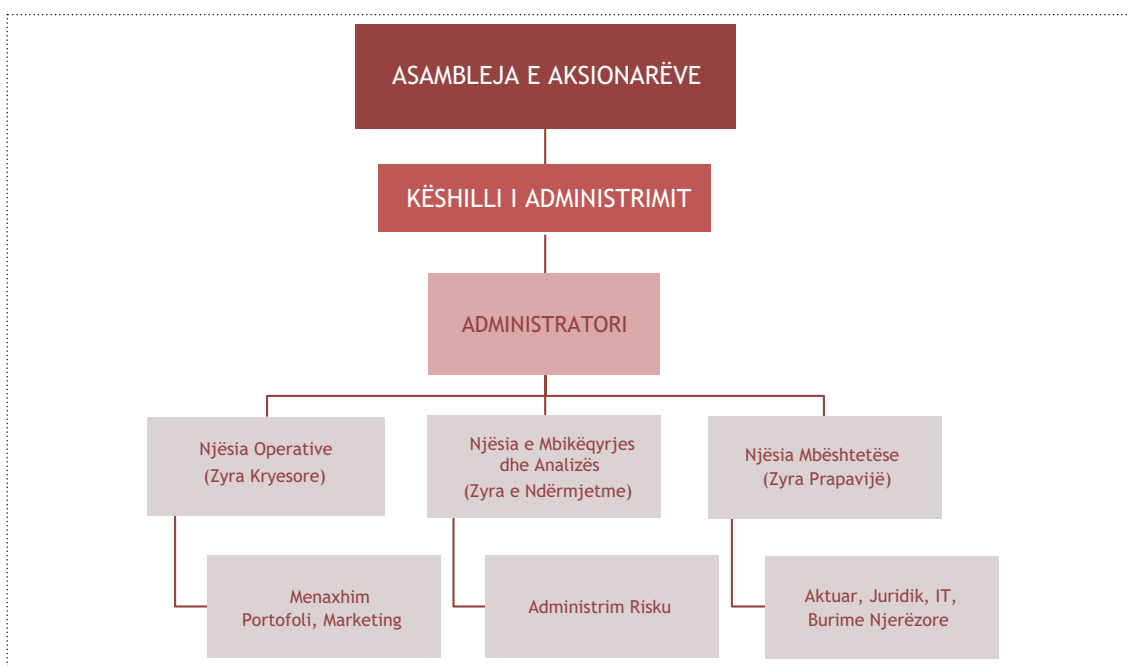 ASAMBLEJA E AKSIONARËVE
KËSHILLI I ADMINISTRIMIT
ADMINISTRATORI
Njësia Operative
(Zyra Kryesore)
Njësia e Mbikëqyrjes
dhe Analizës
(Zyra e Ndërmjetme)
Njësia Mbështetëse
(Zyra Prapavijë)
Menaxhim
Portofoli, Marketing
Administrim Risku
Aktuar, Juridik, IT,
Burime Njerëzore